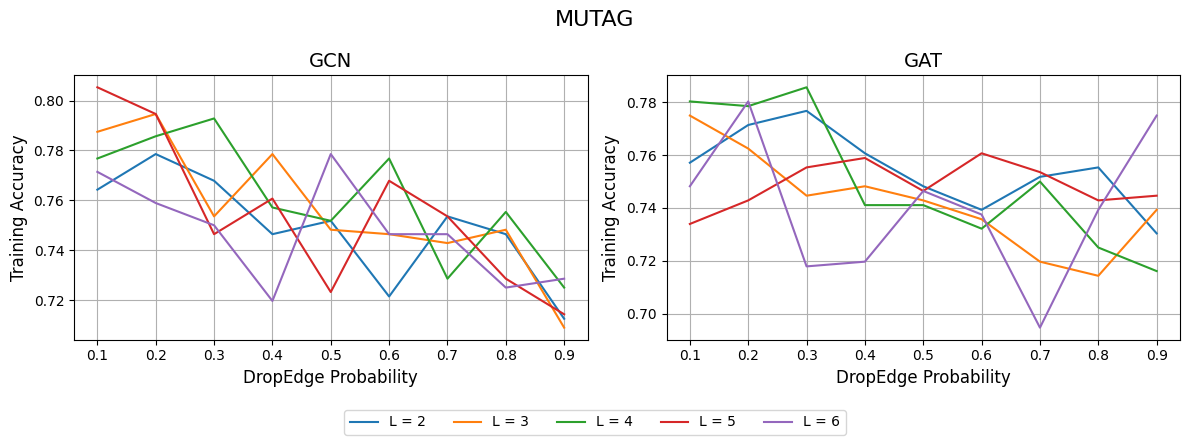 MUTAG
GCN
Training Accuracy
0.80
0.78
0.76
0.74
0.72
0.1 0.2 0.3 0.4 0.5 0.6 0.7 0.8 0.9
DropEdge Probability
GAT
Training Accuracy
0.78
0.76
0.74
0.72
0.70
0.1 0.2 0.3 0.4 0.5 0.6 0.7 0.8 0.9
DropEdge Probability
L = 2 L = 3 L = 4 L = 5 L = 6